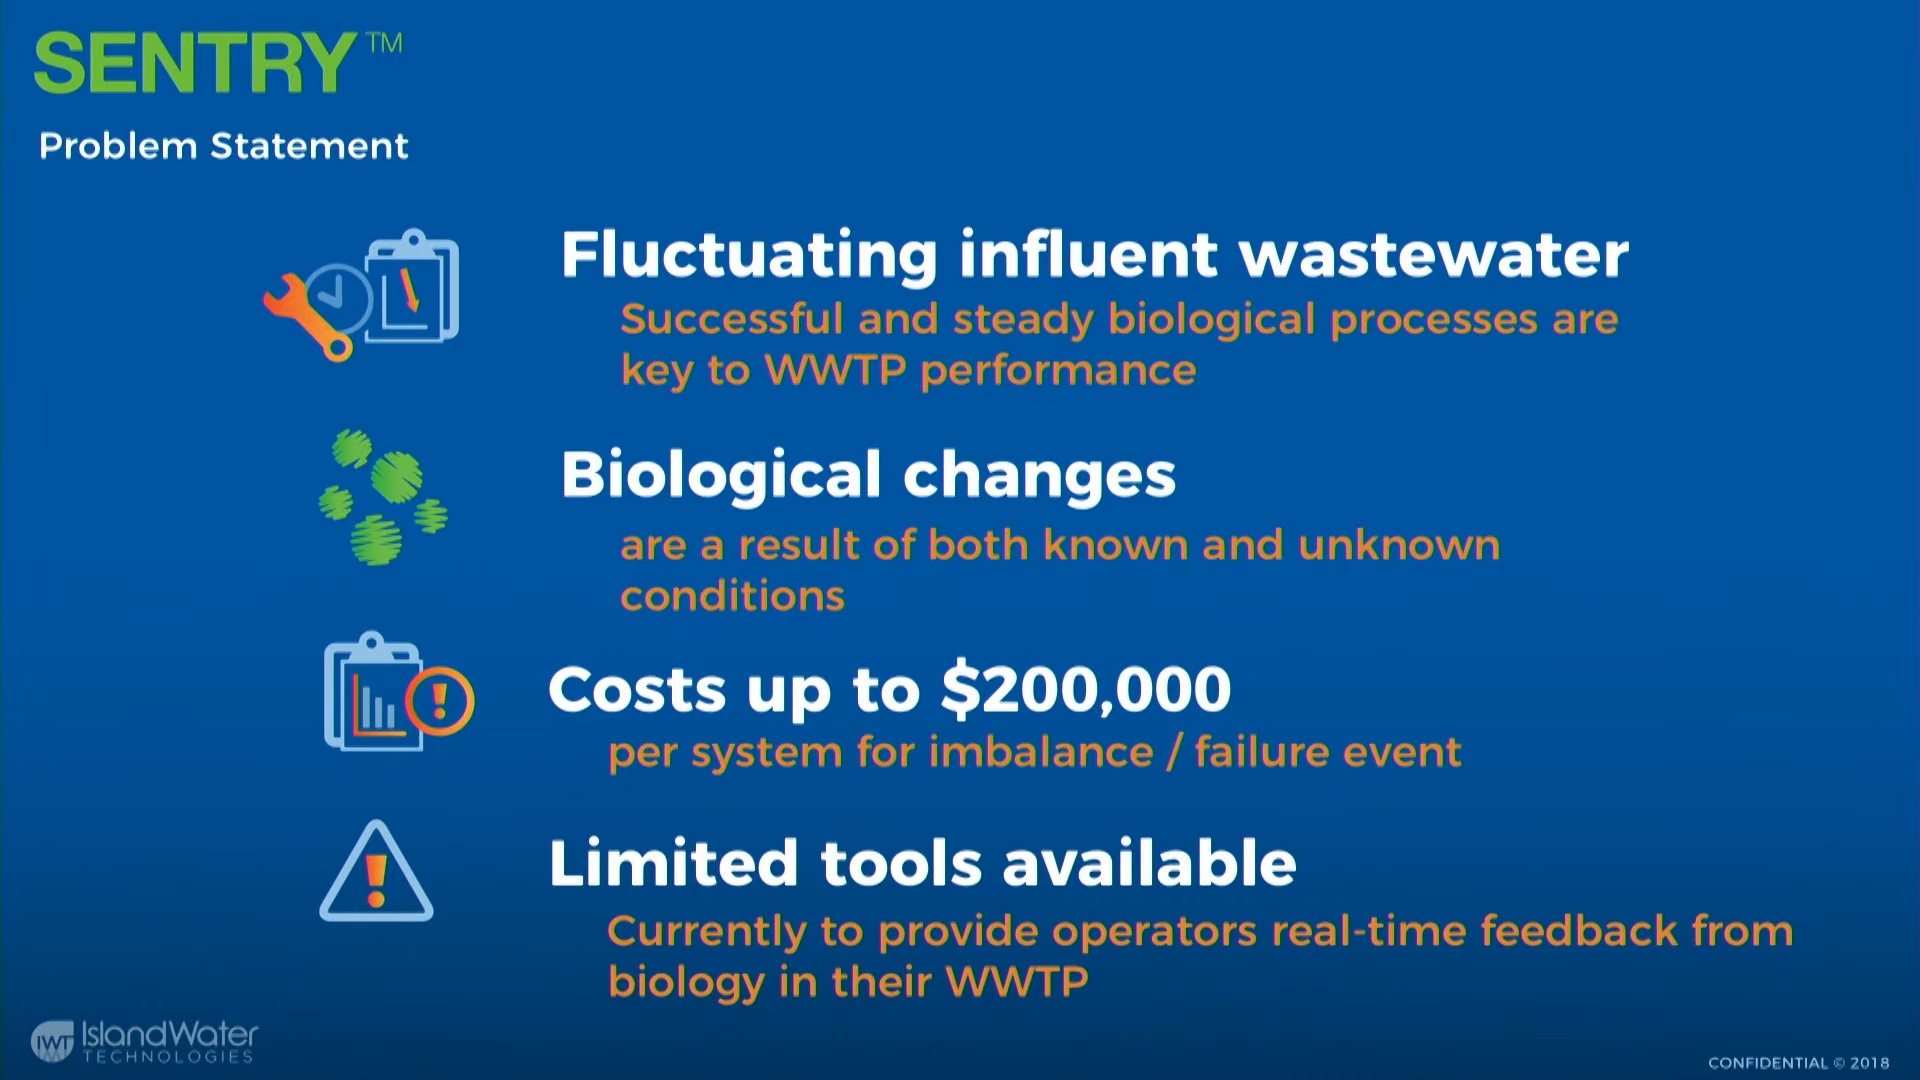 SENTRY™
Problem Statement
Fluctuating influent wastewater
Successful and steady biological processes are
key to WWTP performance
Biological changes
are a result of both known and unknown
conditions
Costs up to $200,000
per system for imbalance / failure event
Limited tools available
Currently to provide operators real-time feedback from
biology in their WWTP
IWT IslandWater
TECHNOLOGIES
CONFIDENTIAL © 2018